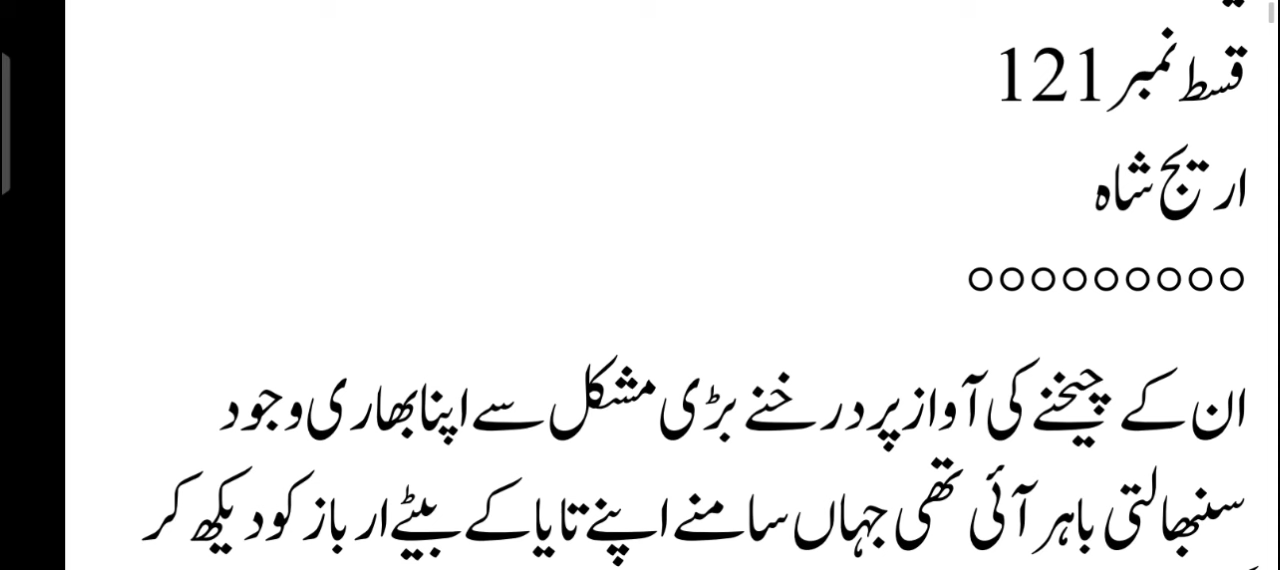 قسط نمبر 121
اریج شاہ
○○○○○○○○○
ان کے چیخنے کی آواز پر درخنے بڑی مشکل سے اپنا بھاری وجود
سنبھالتی باہر آئی تھی جہاں سامنے اپنے تایا کے بیٹے ارباز کو دیکھ کر